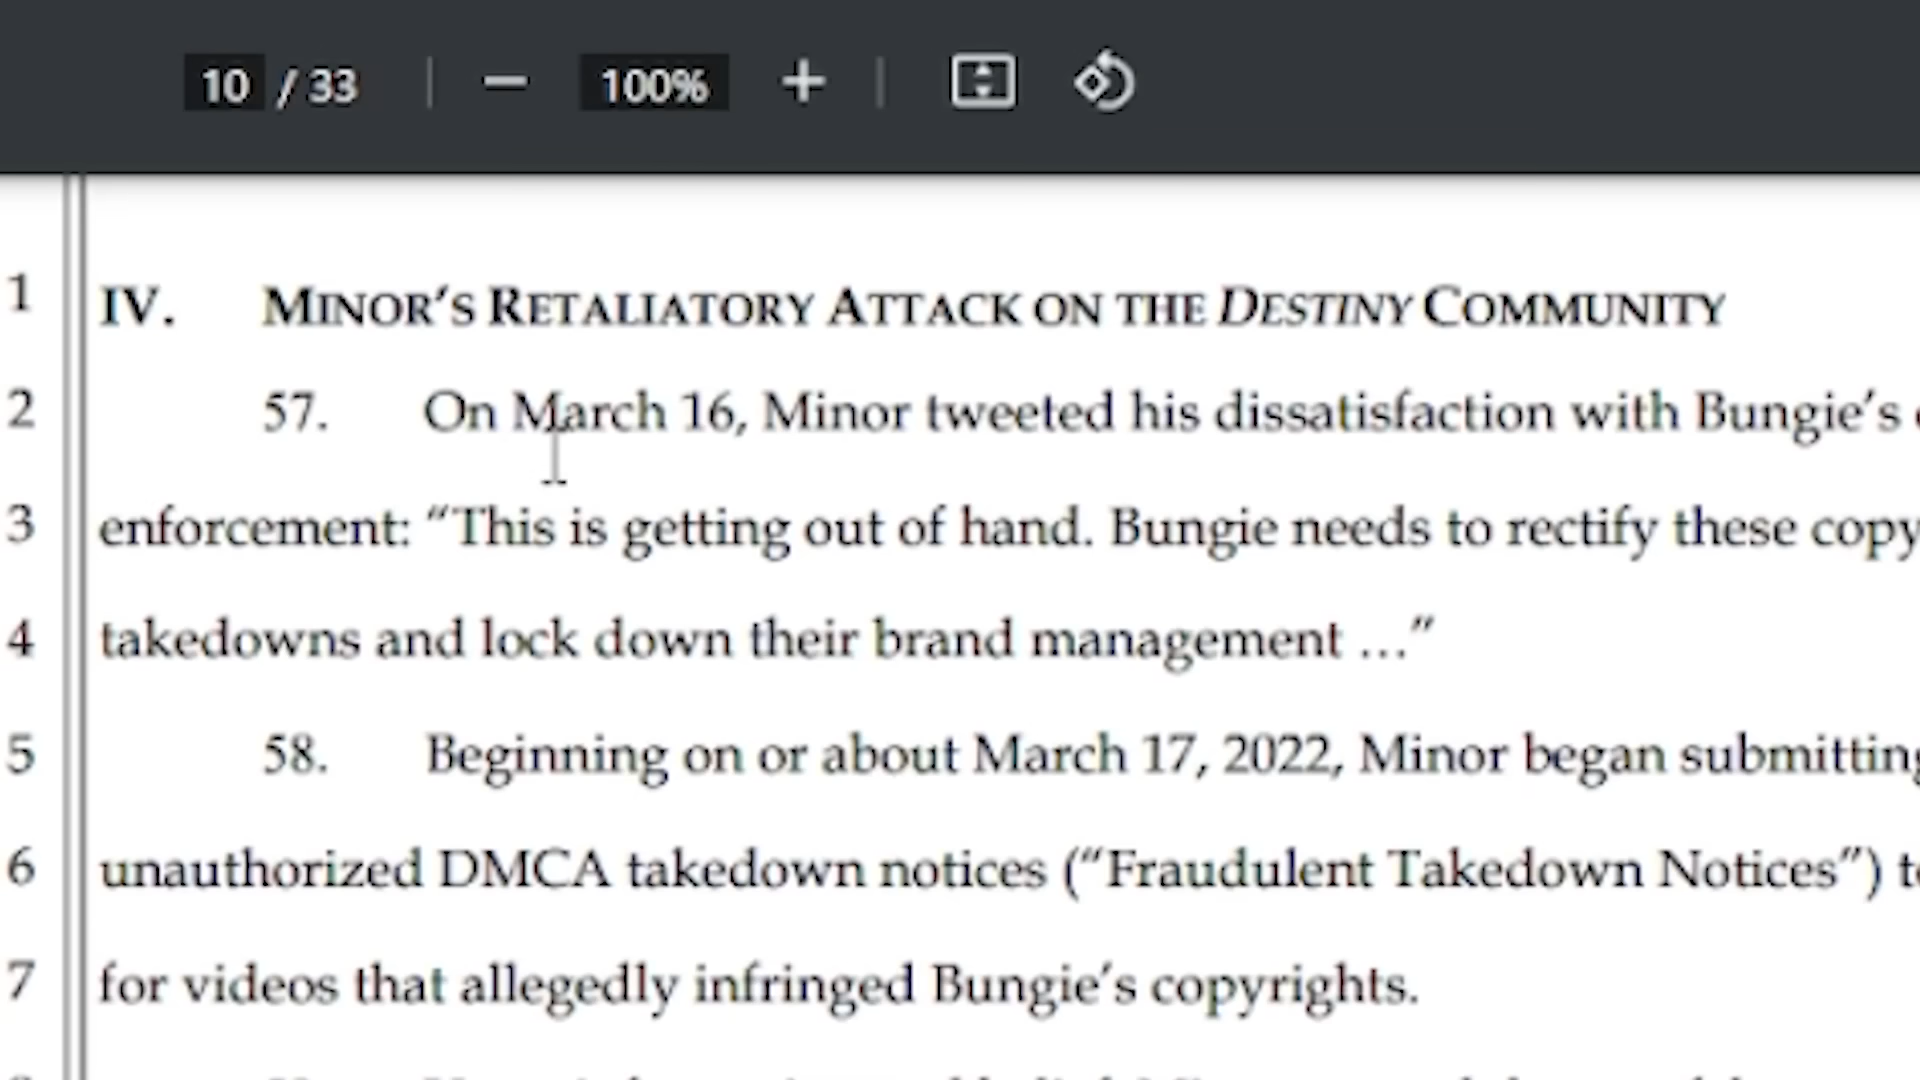 10 / 33 100%
1 IV. MINOR'S RETALIATORY ATTACK ON THE DESTINY COMMUNITY
2 57. On March 16, Minor tweeted his dissatisfaction with Bungie's
3 enforcement: "This is getting out of hand. Bungie needs to rectify these copy
4 takedowns and lock down their brand management ..."
5 58. Beginning on or about March 17, 2022, Minor began submitting
6 unauthorized DMCA takedown notices ("Fraudulent Takedown Notices")
7 for videos that allegedly infringed Bungie's copyrights.